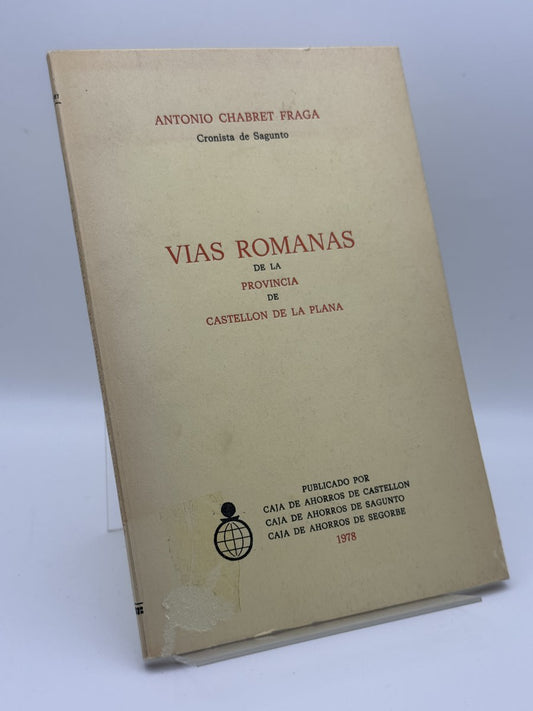 ANTONIO CHABRET FRAGA
Cronista de Sagunto
VIAS ROMANAS
DE LA
PROVINCIA
DE
CASTELLON DE LA PLANA
PUBLICADO POR
CAJA DE AHORROS DE CASTELLON
CAJA DE AHORROS DE SAGUNTO
CAJA DE AHORROS DE SEGORBE
1978